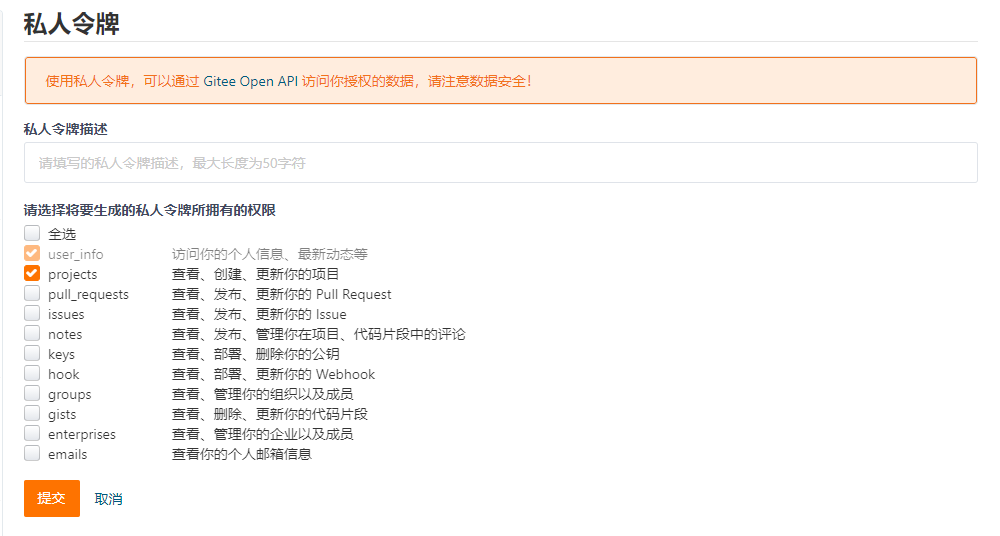 私人令牌
使用私人令牌，可以通过 Gitee Open API 访问你授权的数据，请注意数据安全！
私人令牌描述
请填写的私人令牌描述，最大长度为50字符
请选择将要生成的私人令牌所拥有的权限
全选
user_info 访问你的个人信息、最新动态等
projects 查看、创建、更新你的项目
pull_requests 查看、发布、更新你的 Pull Request
issues 查看、发布、更新你的 Issue
notes 查看、发布、管理你在项目、代码片段中的评论
keys 查看、部署、删除你的公钥
hook 查看、部署、更新你的 Webhook
groups 查看、管理你的组织以及成员
gists 查看、删除、更新你的代码片段
enterprises 查看、管理你的企业以及成员
emails 查看你的个人邮箱信息
提交 取消